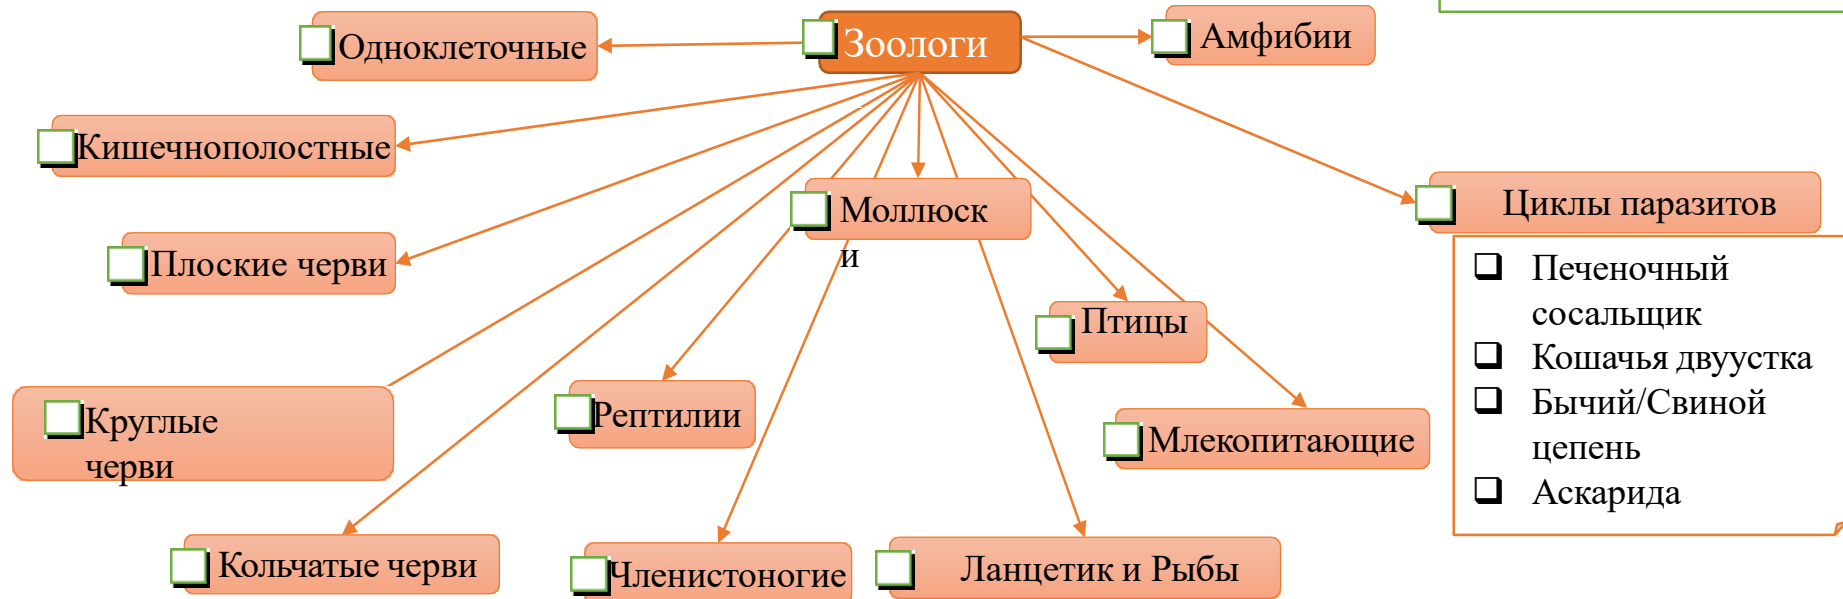 Одноклеточные
Зоологи
Амфибии
Кишечнополостные
Моллюск
и
Циклы паразитов
Плоские черви
Печеночный
сосальщик
Кошачья двуустка
Бычий/Свиной
цепень
Аскарида
Птицы
Круглые
черви
Рептилии
Млекопитающие
Кольчатые черви
Членистоногие
Ланцетик и Рыбы